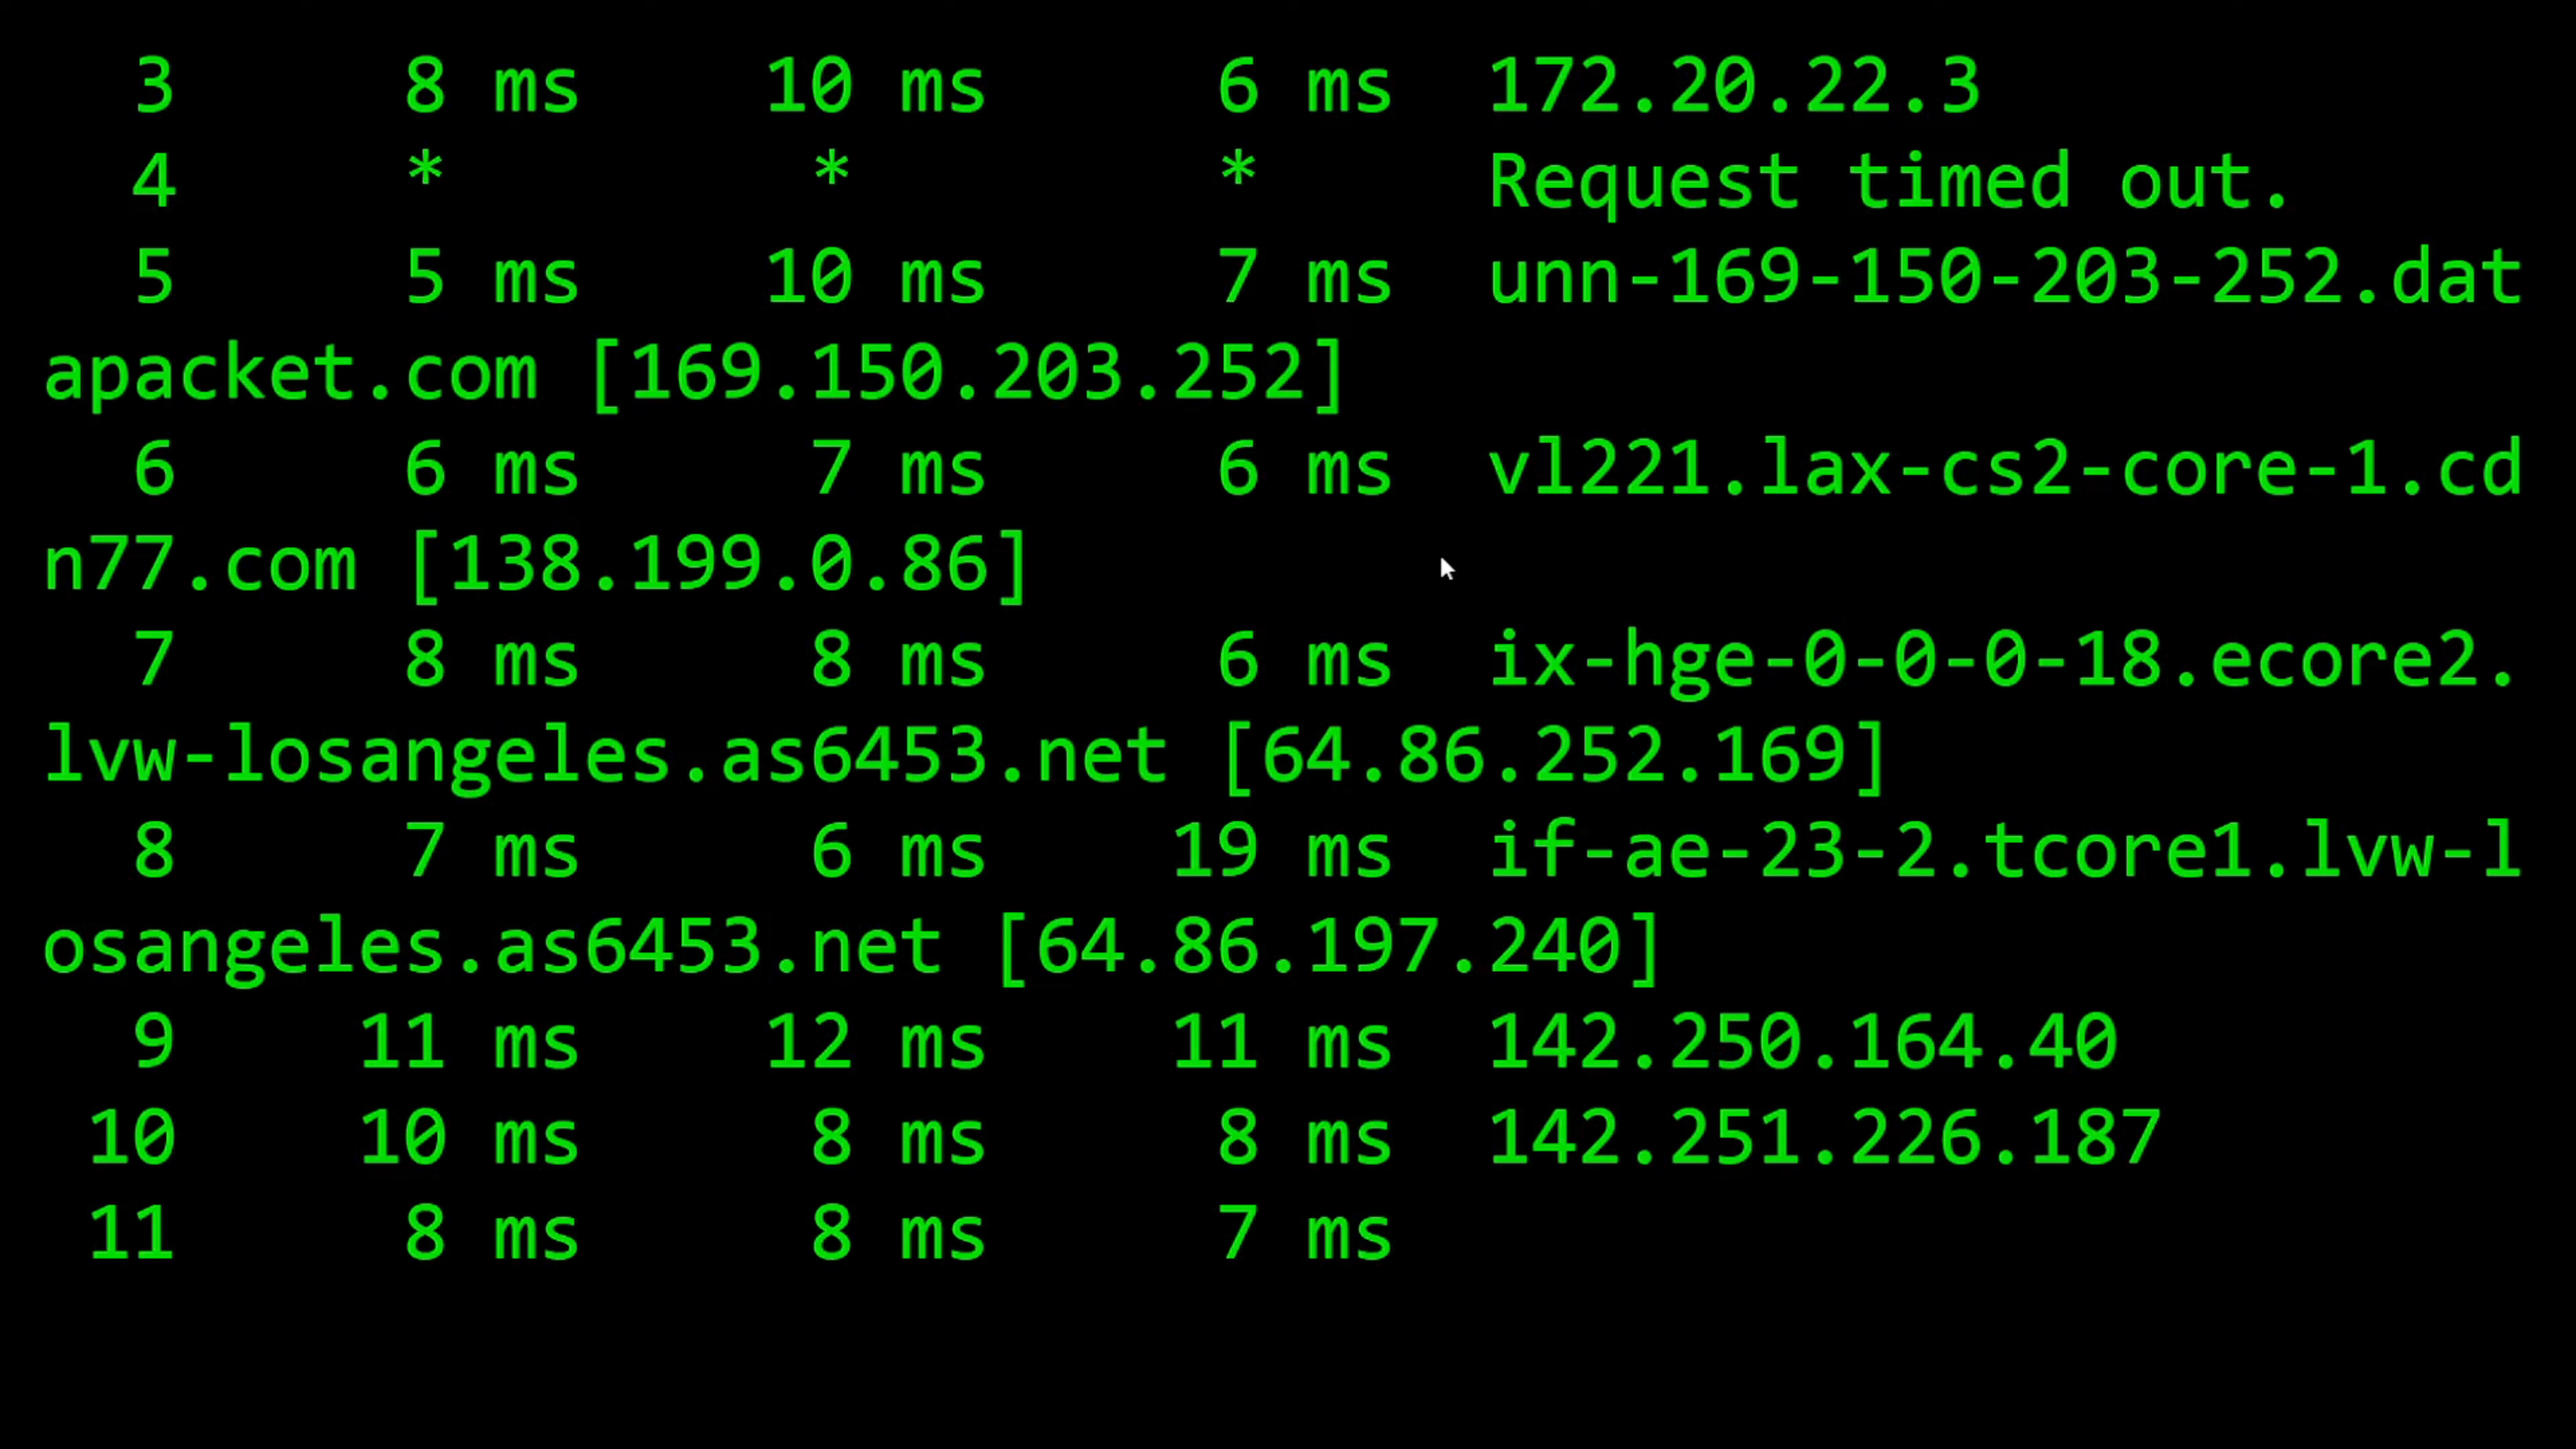 3 8 ms 10 ms 6 ms 172.20.22.3
4 * * * Request timed out.
5 5 ms 10 ms 7 ms unn-169-150-203-252.dat
apacket.com [169.150.203.252]
6 6 ms 7 ms 6 ms vl221.lax-cs2-core-1.cd
n77.com [138.199.0.86]
7 8 ms 8 ms 6 ms ix-hge-0-0-0-18.ecore2.
lvw-losangeles.as6453.net [64.86.252.169]
8 7 ms 6 ms 19 ms if-ae-23-2.tcore1.lvw-l
osangeles.as6453.net [64.86.197.240]
9 11 ms 12 ms 11 ms 142.250.164.40
10 10 ms 8 ms 8 ms 142.251.226.187
11 8 ms 8 ms 7 ms